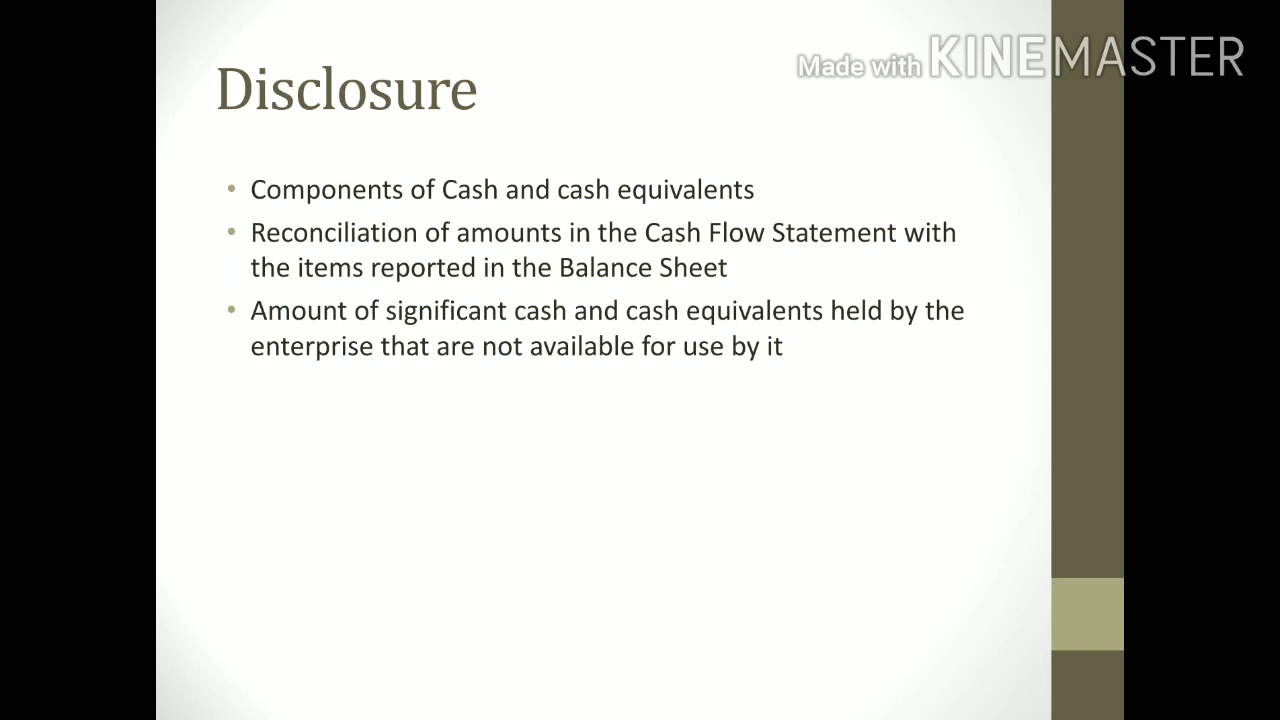 Made with KINEMASTER
Disclosure
• Components of Cash and cash equivalents
• Reconciliation of amounts in the Cash Flow Statement with
the items reported in the Balance Sheet
• Amount of significant cash and cash equivalents held by the
enterprise that are not available for use by it